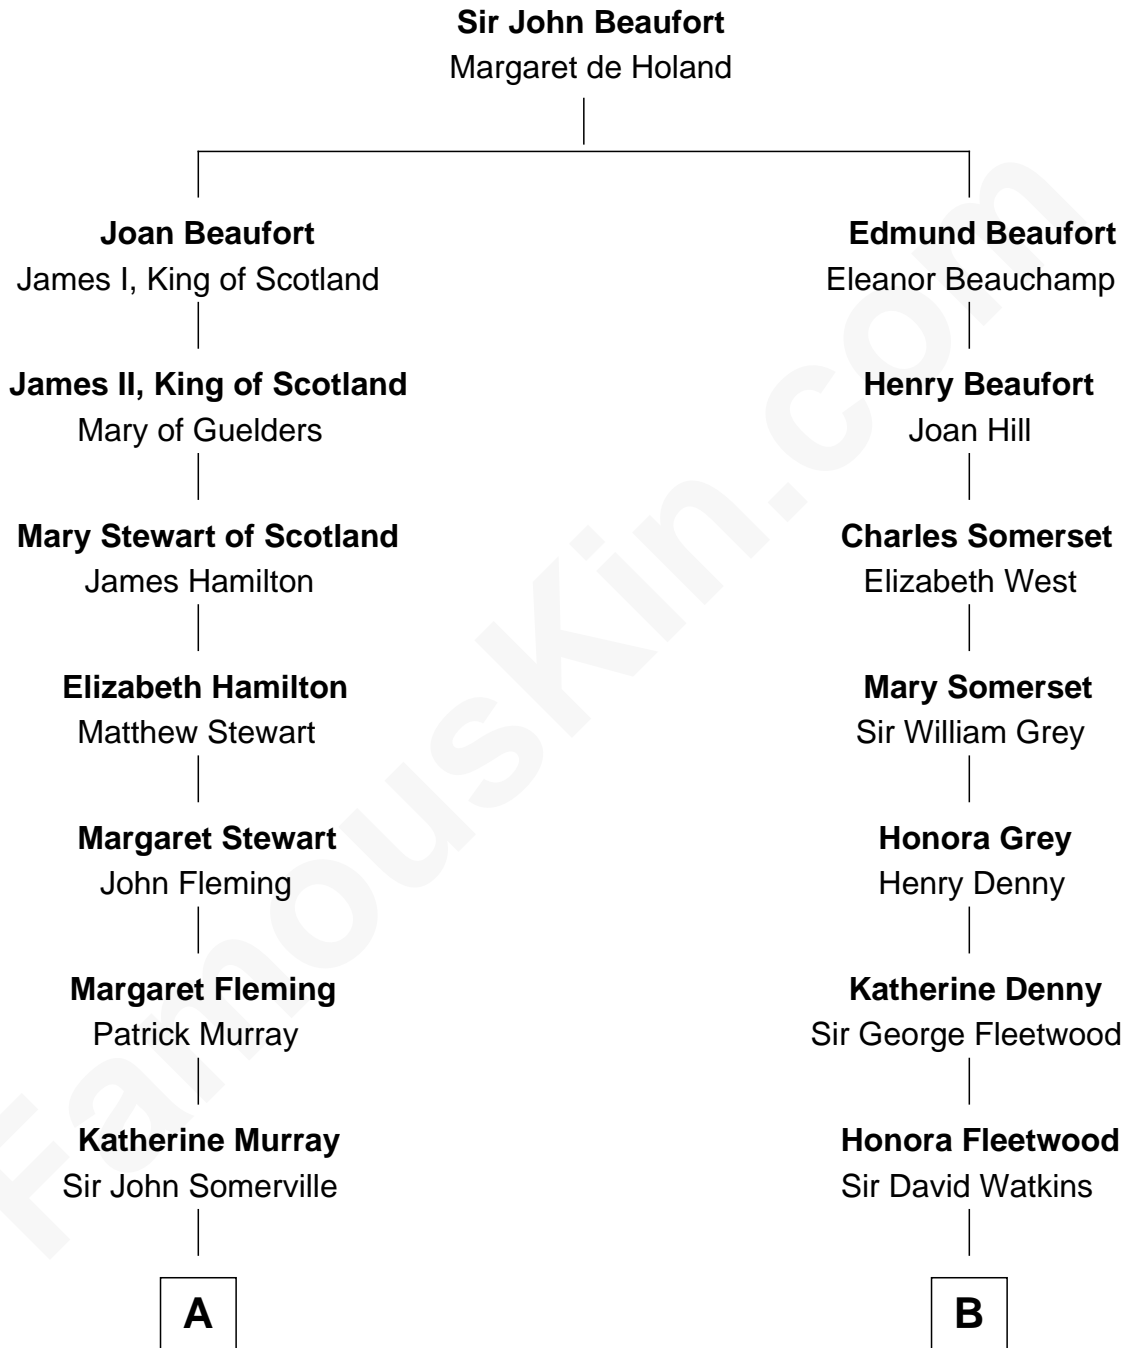 Sir John Beaufort
Margaret de Holand
Joan Beaufort
James I, King of Scotland
James II, King of Scotland
Mary of Guelders
Mary Stewart of Scotland
James Hamilton
Elizabeth Hamilton
Matthew Stewart
Margaret Stewart
John Fleming
Margaret Fleming
Patrick Murray
Katherine Murray
Sir John Somerville
A
Edmund Beaufort
Eleanor Beauchamp
Henry Beaufort
Joan Hill
Charles Somerset
Elizabeth West
Mary Somerset
Sir William Grey
Honora Grey
Henry Denny
Katherine Denny
Sir George Fleetwood
Honora Fleetwood
Sir David Watkins
B
FamousKin.com